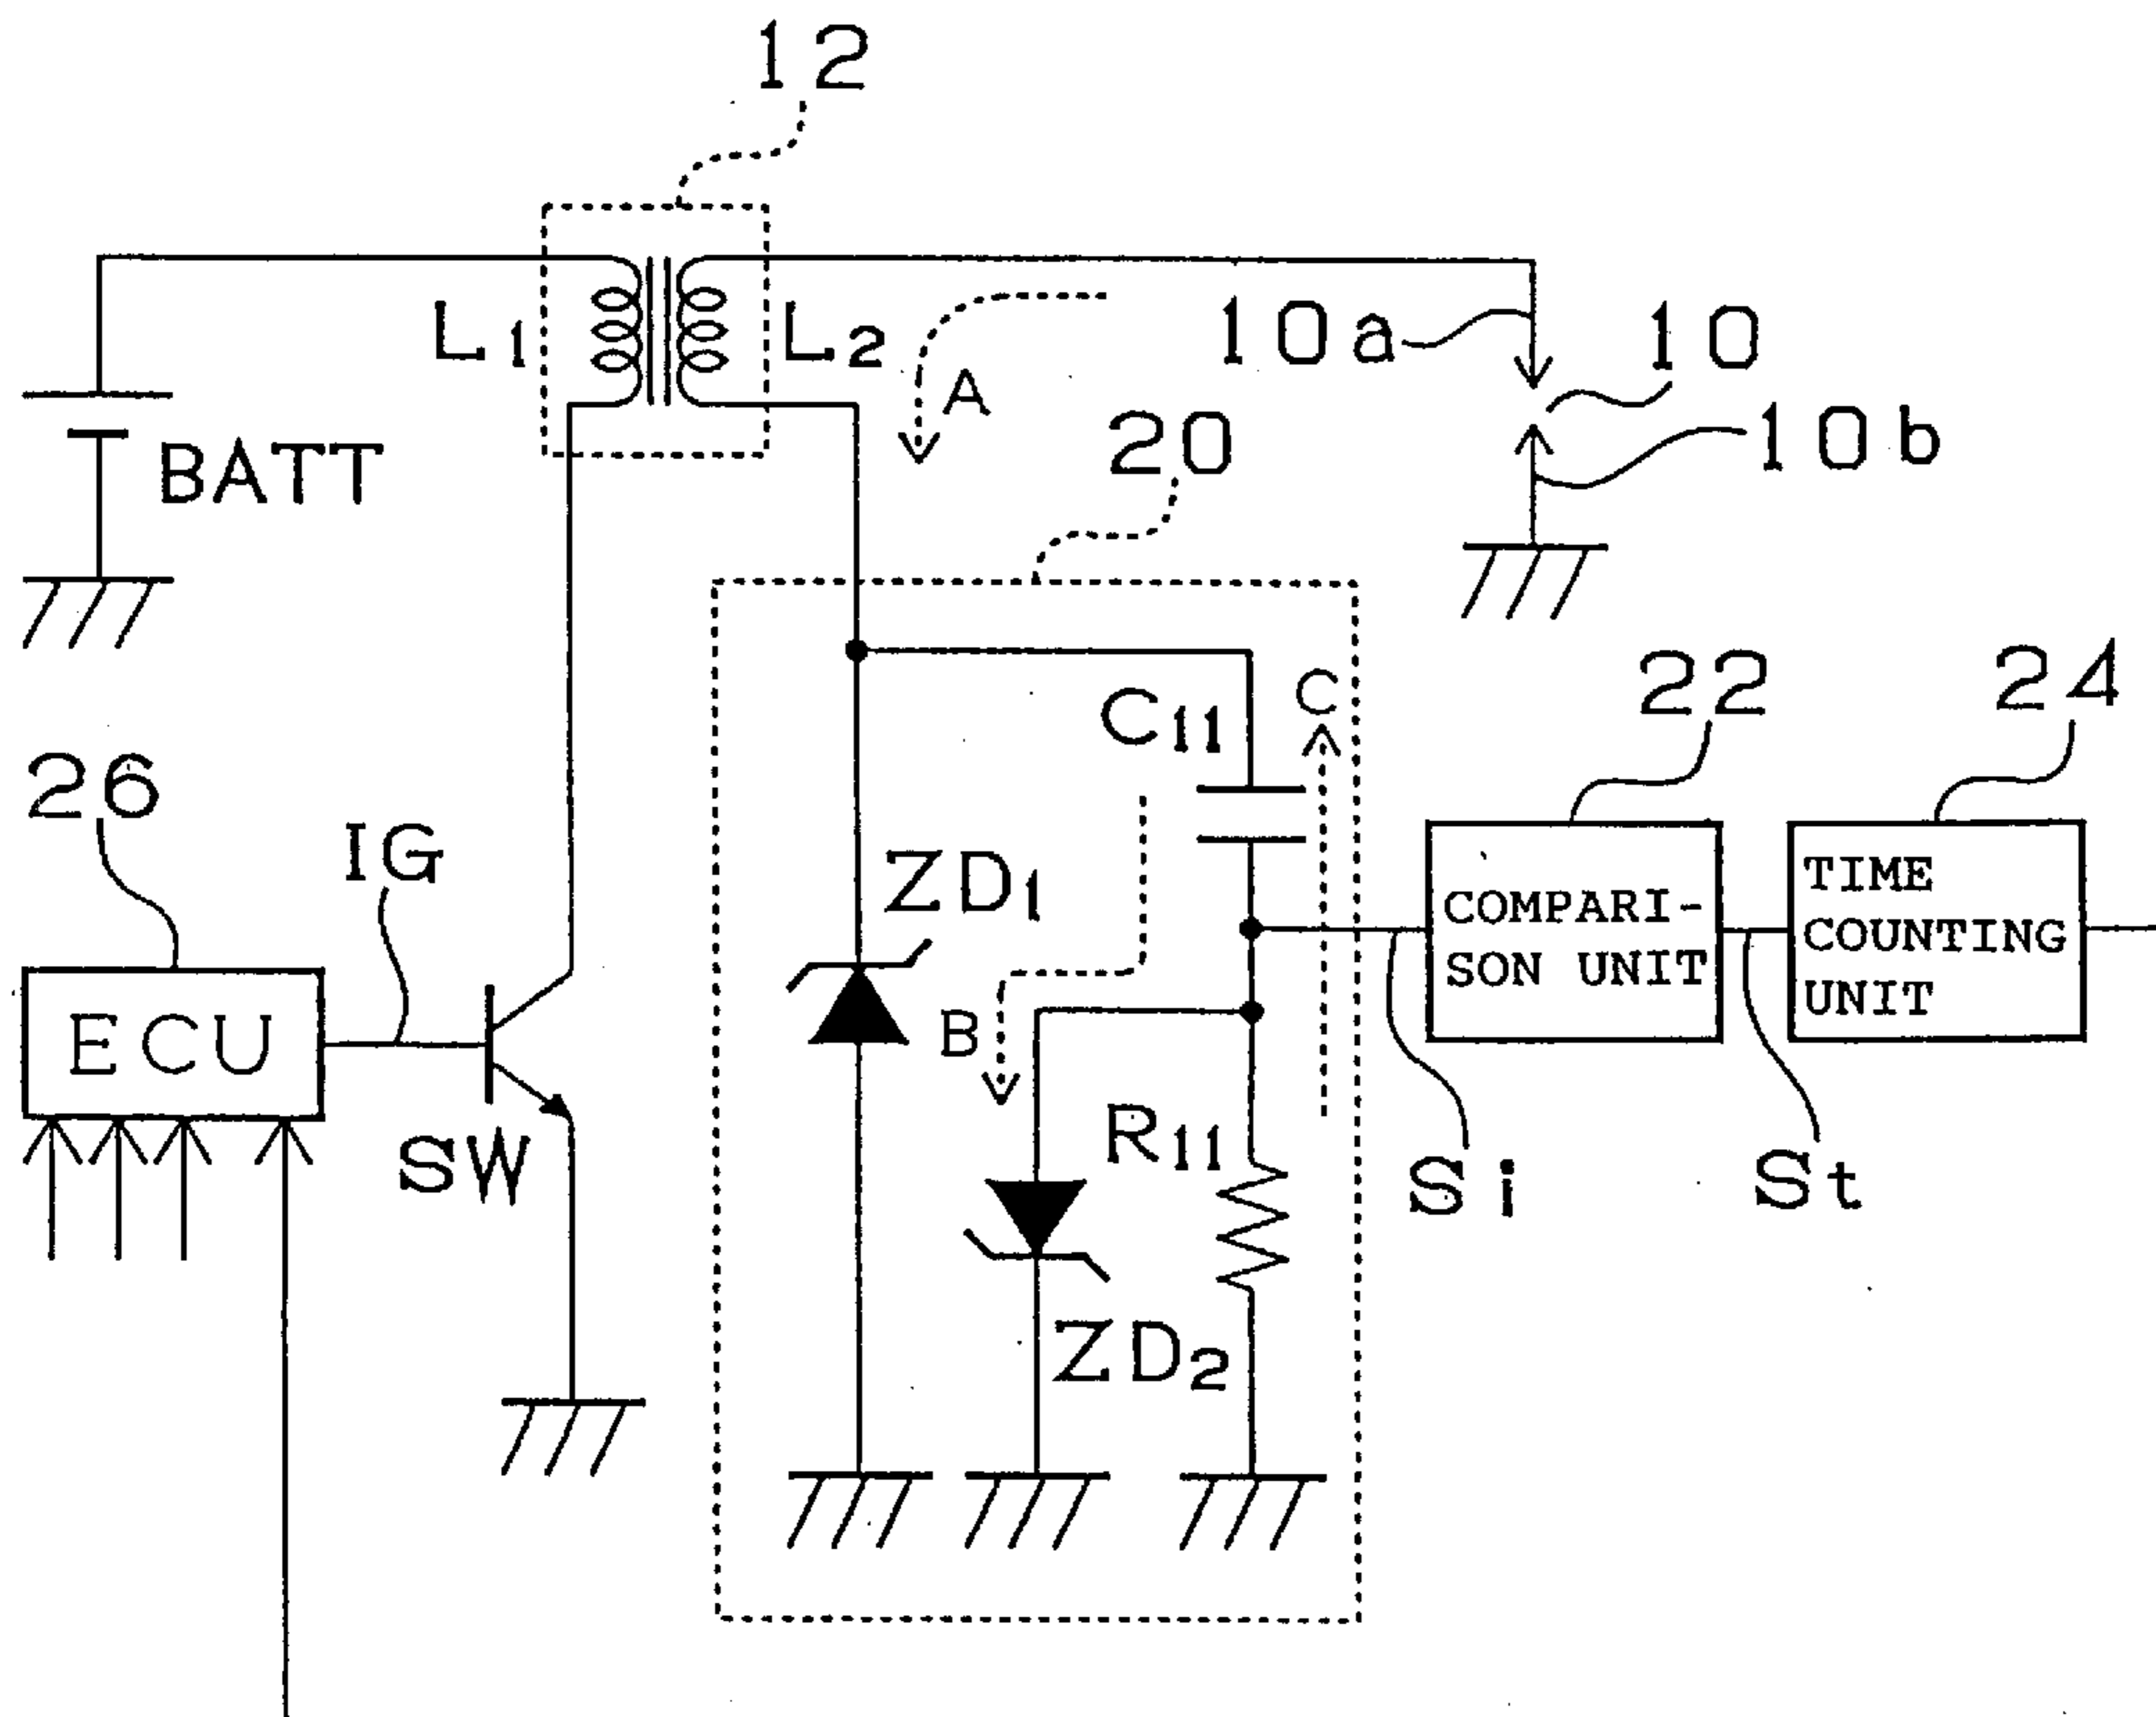 12
L1
L2
A
10a
10
10b
BATT
20
C11
C
22
24
26
IG
ZD1
COMPARI-
SON UNIT
TIME
COUNTING
UNIT
ECU
B
SW
R11
Si
St
ZD2